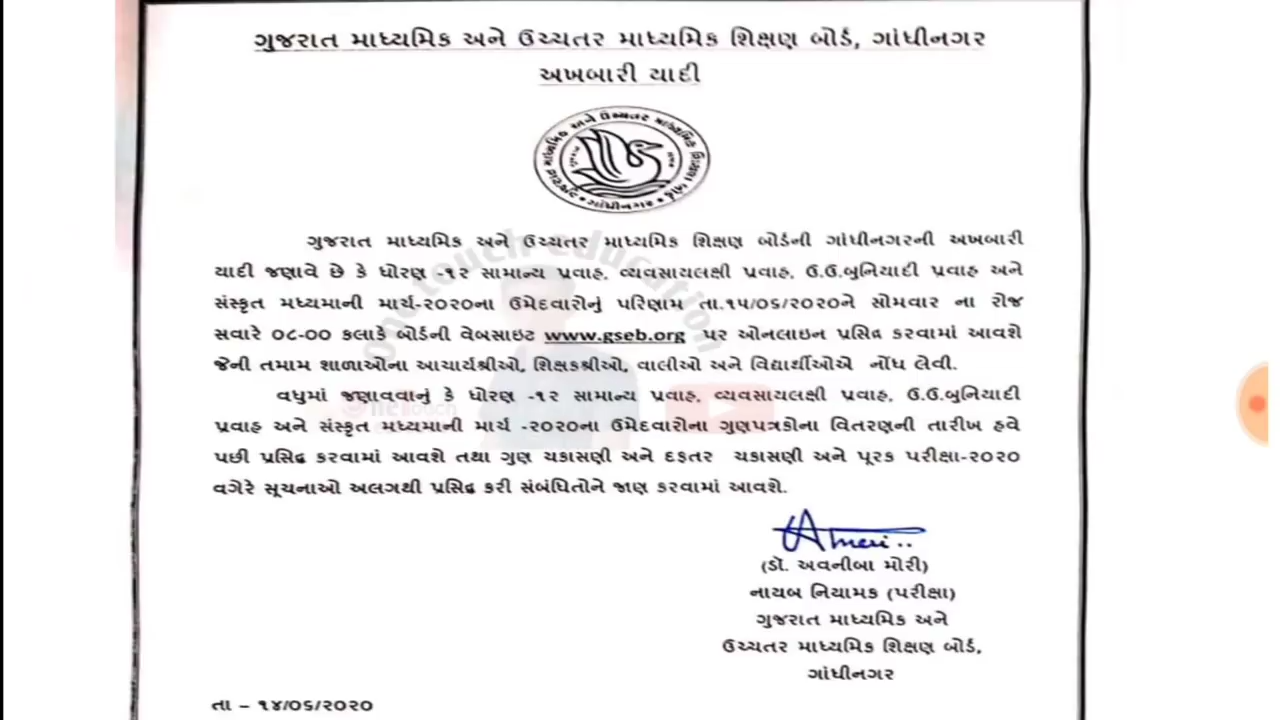 ગુજરાત માધ્યમિક અને ઉચ્ચતર માધ્યમિક શિક્ષણ બોર્ડ, ગાંધીનગર
અખબારી યાદી
ગુજરાત માધ્યમિક અને ઉચ્ચતર માધ્યમિક શિક્ષણ બોર્ડની ગાંધીનગરની અખબારી
યાદી જણાવે છે કે ધોરણ -૧૨ સામાન્ય પ્રવાહ, વ્યવસાયલક્ષી પ્રવાહ, ઉ.ઉ.બુનિયાદી પ્રવાહ અને
સંસ્કૃત મધ્યમાની માર્ચ-૨૦૨૦ના ઉમેદવારોનું પરિણામ તા.૧૫/૦૬/૨૦૨૦ને સોમવાર ના રોજ
સવારે ૦૮-૦૦ કલાકે બોર્ડની વેબસાઇટ www.gseb.org પર ઓનલાઇન પ્રસિદ્ધ કરવામાં આવશે
જેની તમામ શાળાઓના આચાર્યશ્રીઓ, શિક્ષકશ્રીઓ, વાલીઓ અને વિદ્યાર્થીઓએ નોંધ લેવી.
વધુમાં જણાવવાનું કે ધોરણ -૧૨ સામાન્ય પ્રવાહ, વ્યવસાયલક્ષી પ્રવાહ, ઉ.ઉ.બુનિયાદી
પ્રવાહ અને સંસ્કૃત મધ્યમાની માર્ચ -૨૦૨૦ના ઉમેદવારોના ગુણપત્રકોના વિતરણની તારીખ હવે
પછી પ્રસિદ્ધ કરવામાં આવશે તથા ગુણ ચકાસણી અને દફતર ચકાસણી અને પૂરક પરીક્ષા-૨૦૨૦
વગેરે સૂચનાઓ અલગથી પ્રસિદ્ધ કરી સંબંધિતોને જાણ કરવામાં આવશે.
(ડૉ. અવનીબા મોરી)
નાયબ નિયામક (પરીક્ષા)
ગુજરાત માધ્યમિક અને
ઉચ્ચતર માધ્યમિક શિક્ષણ બોર્ડ,
ગાંધીનગર
તા – ૧૪/૦૬/૨૦૨૦
One touch education